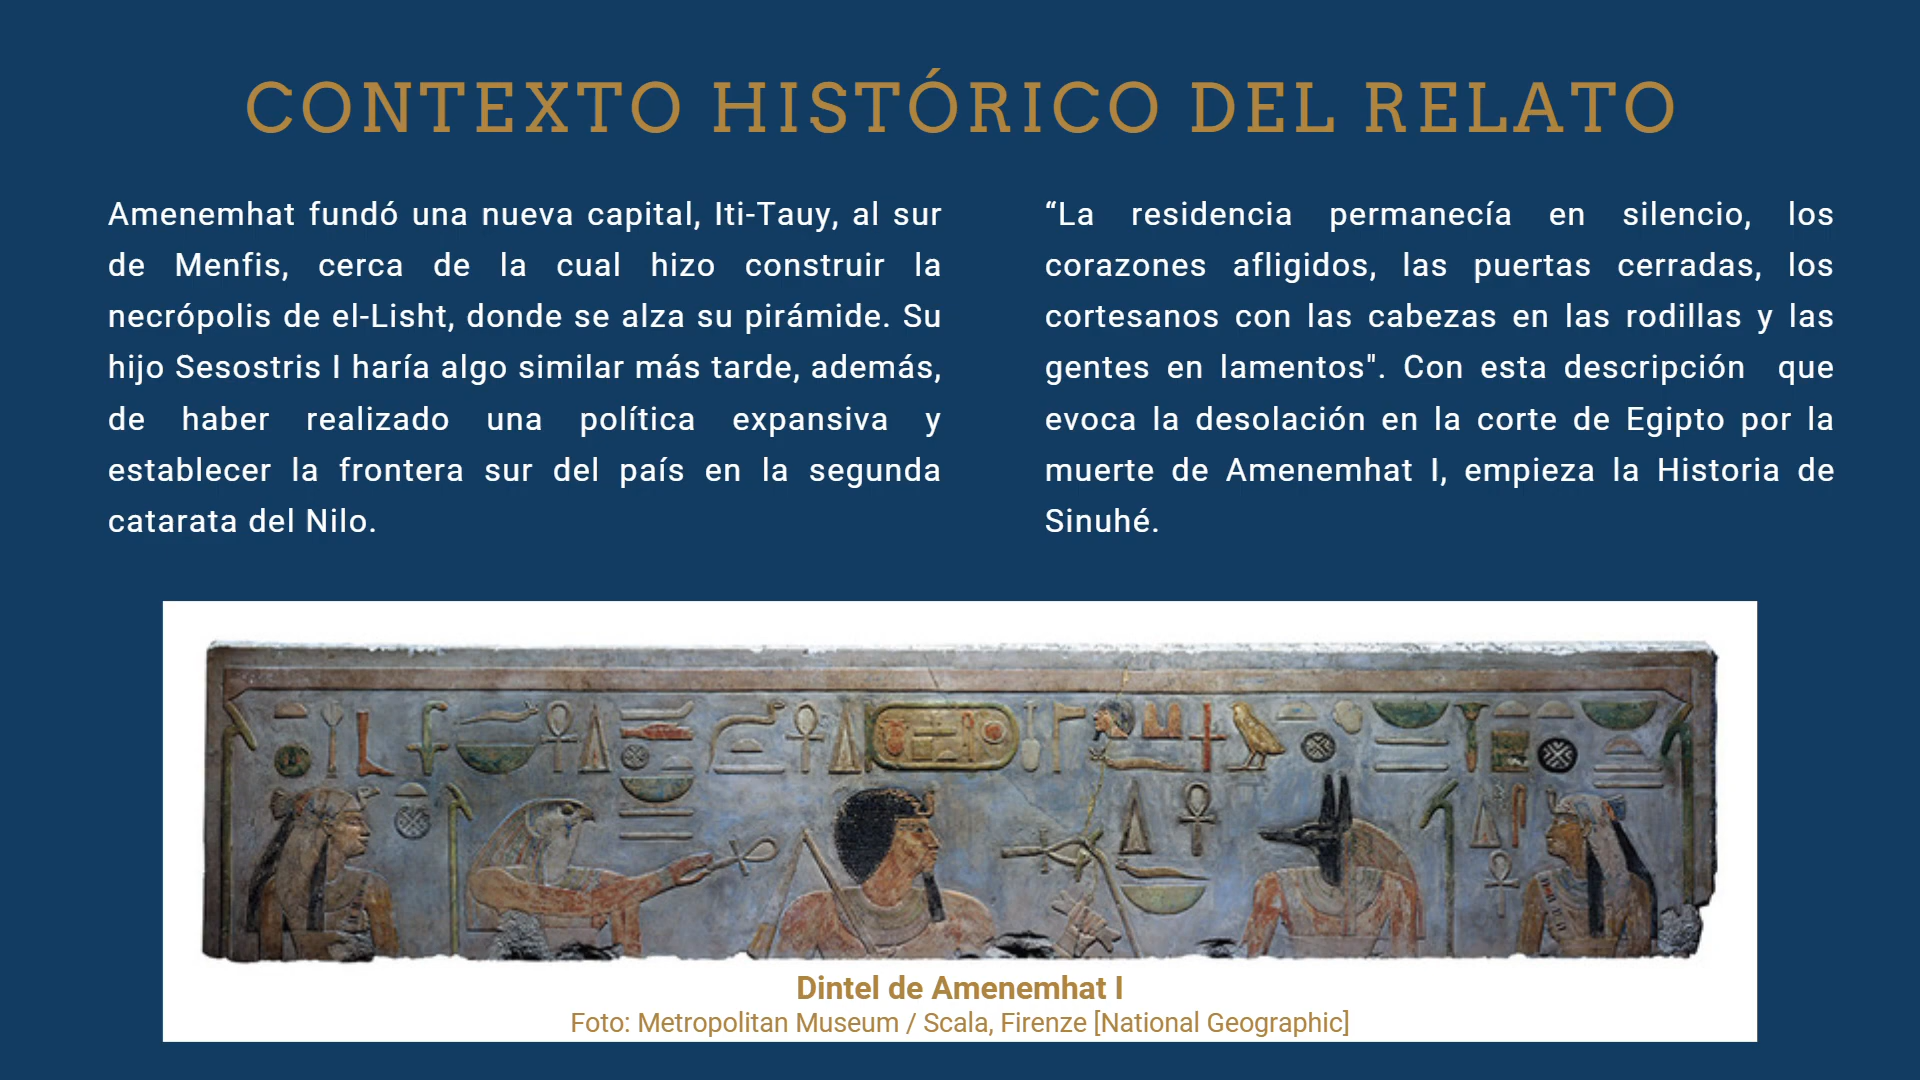 CONTEXTO HISTÓRICO DEL RELATO
Amenemhat fundó una nueva capital, Iti-Tauy, al sur
de Menfis, cerca de la cual hizo construir la
necrópolis de el-Lisht, donde se alza su pirámide. Su
hijo Sesostris I haría algo similar más tarde, además,
de haber realizado una política expansiva y
establecer la frontera sur del país en la segunda
catarata del Nilo.
“La residencia permanecía en silencio, los
corazones afligidos, las puertas cerradas, los
cortesanos con las cabezas en las rodillas y las
gentes en lamentos". Con esta descripción que
evoca la desolación en la corte de Egipto por la
muerte de Amenemhat I, empieza la Historia de
Sinuhé.
Dintel de Amenemhat I
Foto: Metropolitan Museum / Scala, Firenze [National Geographic]